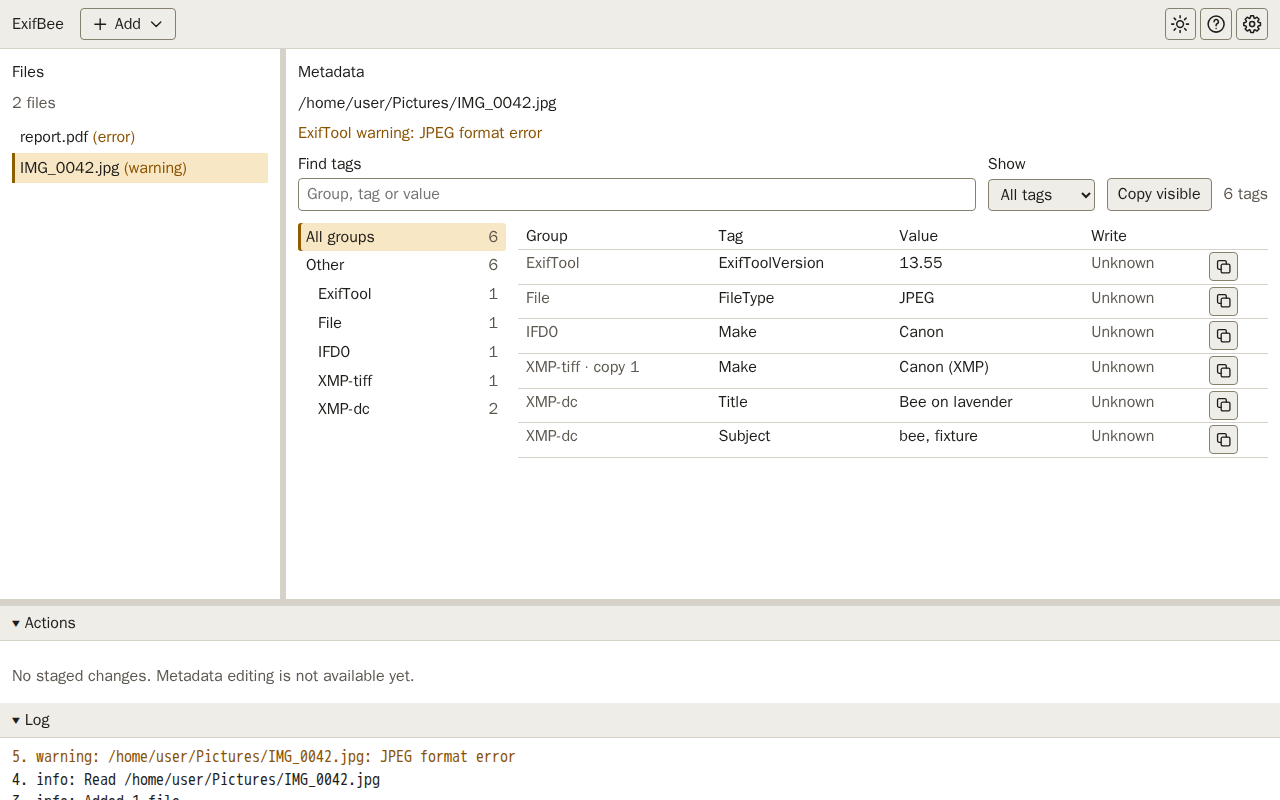 ExifBee
Add
Files
2 files
report.pdf (error)
IMG_0042.jpg (warning)
Metadata
/home/user/Pictures/IMG_0042.jpg
ExifTool warning: JPEG format error
Find tags
Show
Group, tag or value
All tags
Copy visible
6 tags
All groups 6
Other 6
ExifTool 1
File 1
IFD0 1
XMP-tiff 1
XMP-dc 2
Group Tag Value Write
ExifTool ExifToolVersion 13.55 Unknown
File FileType JPEG Unknown
IFD0 Make Canon Unknown
XMP-tiff · copy 1 Make Canon (XMP) Unknown
XMP-dc Title Bee on lavender Unknown
XMP-dc Subject bee, fixture Unknown
Actions
No staged changes. Metadata editing is not available yet.
Log
5. warning: /home/user/Pictures/IMG_0042.jpg: JPEG format error
4. info: Read /home/user/Pictures/IMG_0042.jpg
3. info: Added 1 file